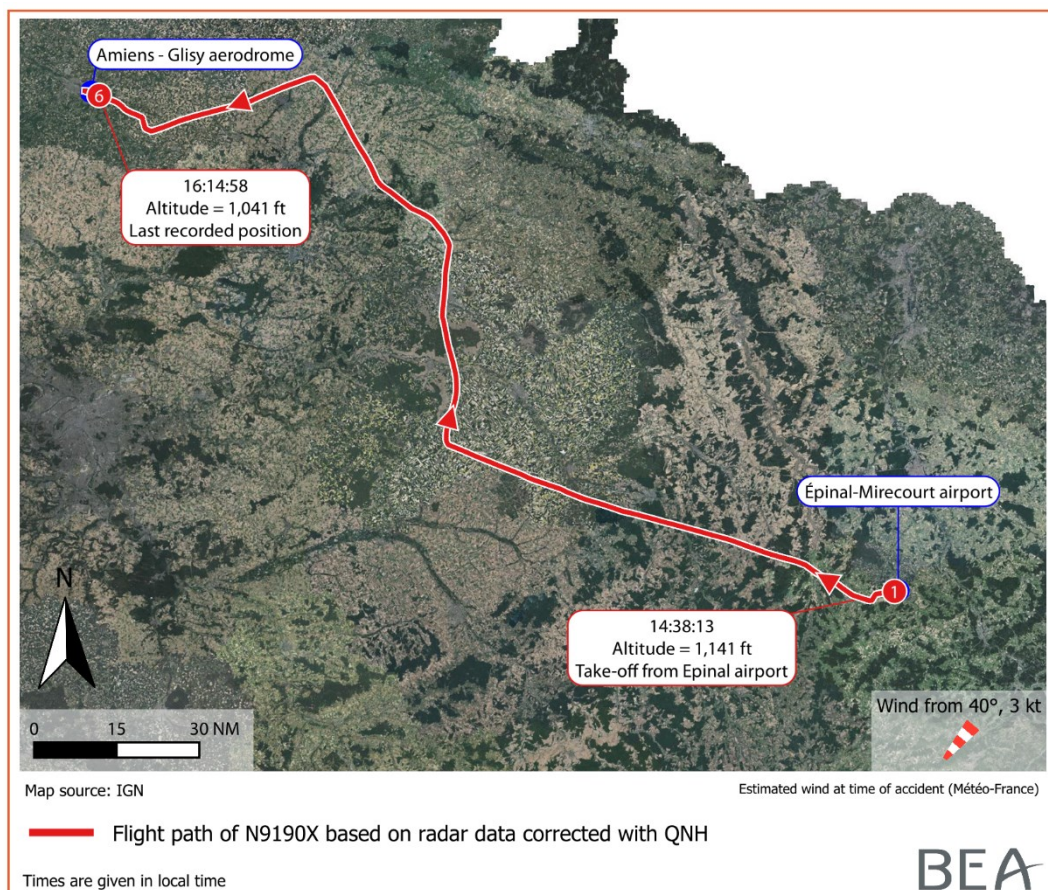 Amiens - Glisy aerodrome
6
16:14:58
Altitude = 1,041 ft
Last recorded position
Épinal-Mirecourt airport
1
14:38:13
Altitude = 1,141 ft
Take-off from Epinal airport
N
0 15 30 NM
Wind from 40°, 3 kt
Map source: IGN
Estimated wind at time of accident (Météo-France)
Flight path of N9190X based on radar data corrected with QNH
Times are given in local time
BEA